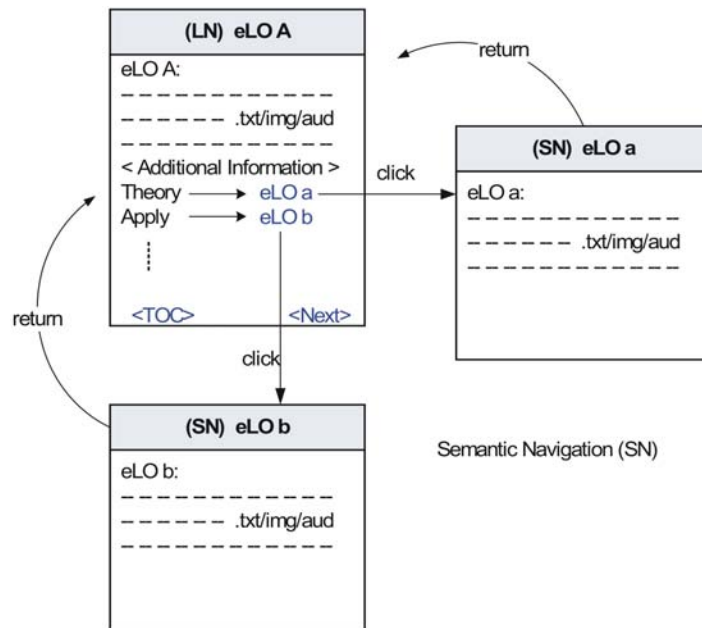 (LN) eLO A
eLO A:
.txt/img/aud
< Additional Information >
Theory eLO a
Apply eLO b
<TOC> <Next>
return
click
(SN) eLO a
eLO a:
.txt/img/aud
return
click
(SN) eLO b
eLO b:
.txt/img/aud
Semantic Navigation (SN)